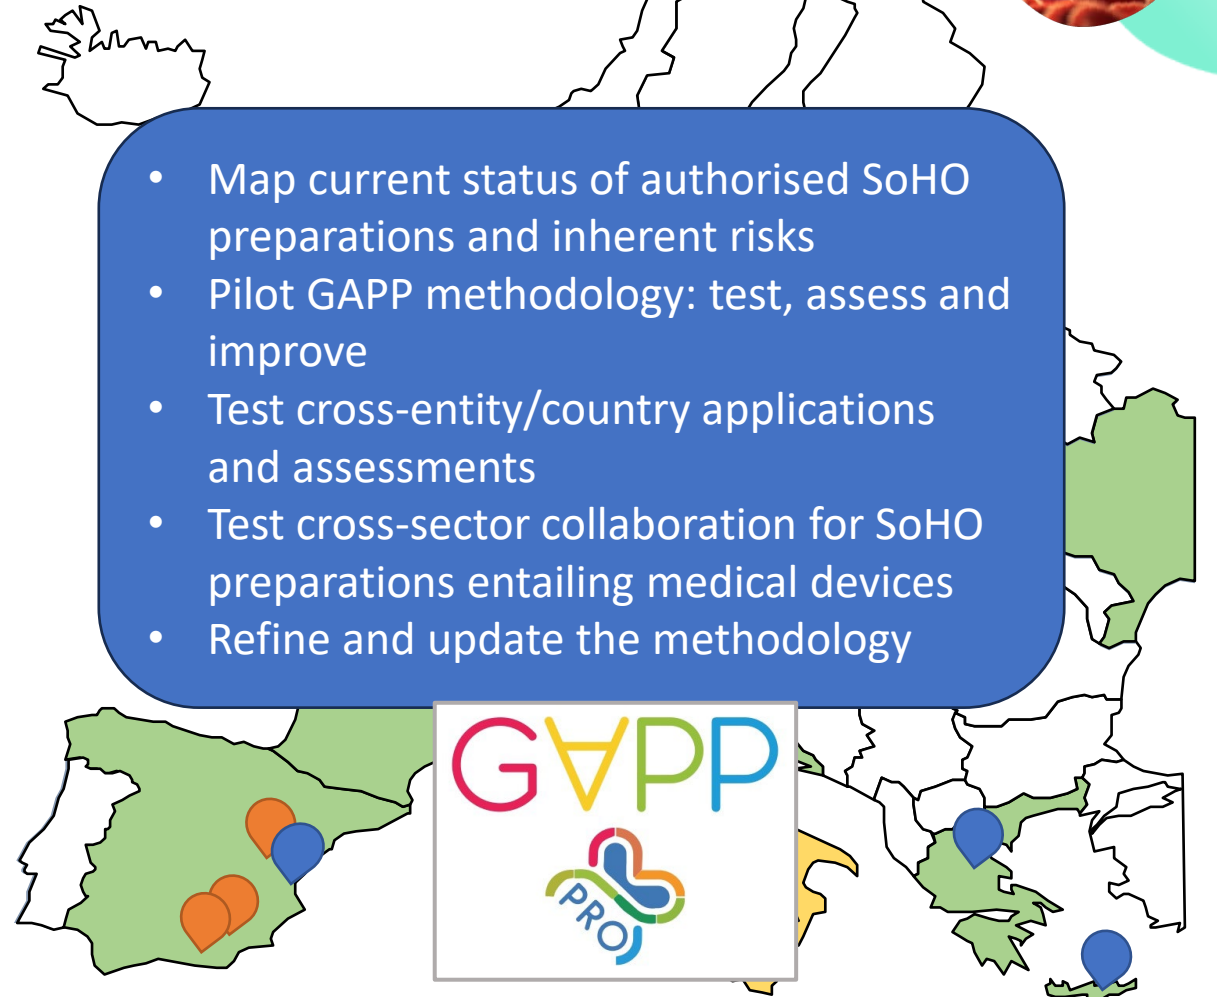 • Map current status of authorised SoHO
preparations and inherent risks
• Pilot GAPP methodology: test, assess and
improve
• Test cross-entity/country applications
and assessments
• Test cross-sector collaboration for SoHO
preparations entailing medical devices
• Refine and update the methodology
G∀PP
PRO